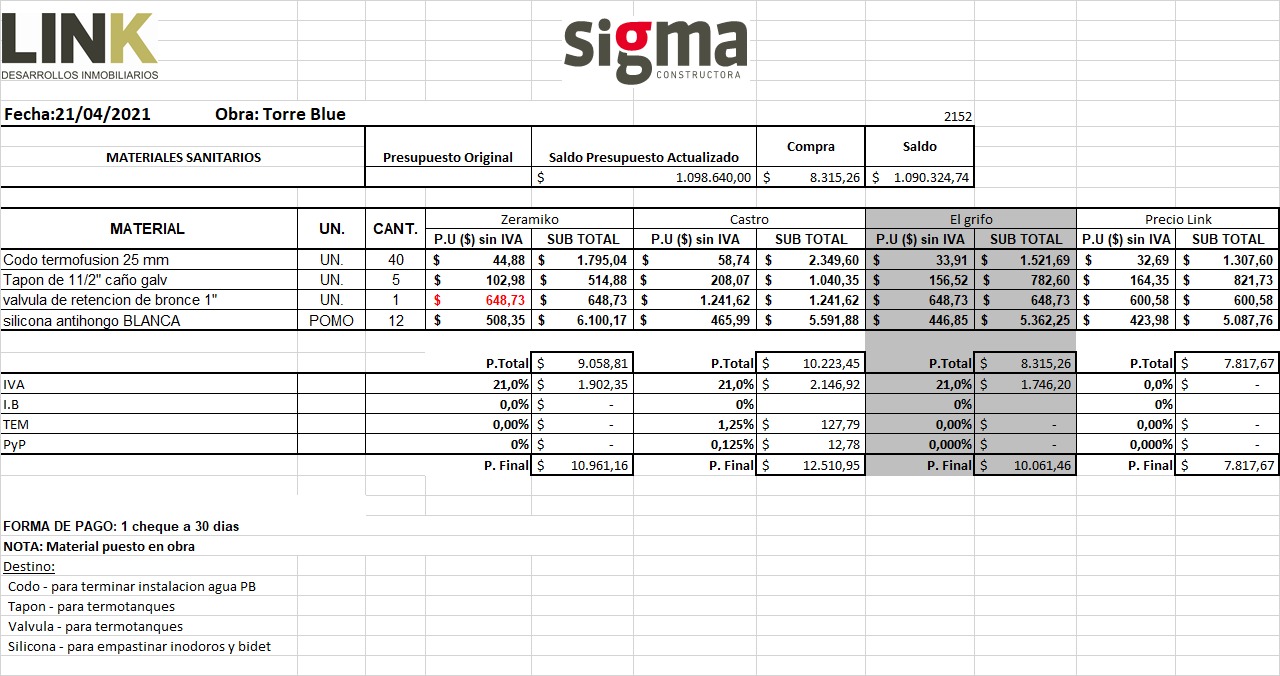 LINK
DESARROLLOS INMOBILIARIOS
sigma
CONSTRUCTORA
Fecha:21/04/2021 Obra: Torre Blue 2152
MATERIALES SANITARIOS Presupuesto Original Saldo Presupuesto Actualizado Compra Saldo
$ 1.098.640,00 $ 8.315,26 $ 1.090.324,74
MATERIAL UN. CANT. Zeramiko Castro El grifo Precio Link
P.U ($) sin IVA SUB TOTAL P.U ($) sin IVA SUB TOTAL P.U ($) sin IVA SUB TOTAL P.U ($) sin IVA SUB TOTAL
Codo termofusion 25 mm UN. 40 $ 44,88 $ 1.795,04 $ 58,74 $ 2.349,60 $ 33,91 $ 1.521,69 $ 32,69 $ 1.307,60
Tapon de 11/2" caño galv UN. 5 $ 102,98 $ 514,88 $ 208,07 $ 1.040,35 $ 156,52 $ 782,60 $ 164,35 $ 821,73
valvula de retencion de bronce 1" UN. 1 $ 648,73 $ 648,73 $ 1.241,62 $ 1.241,62 $ 648,73 $ 648,73 $ 600,58 $ 600,58
silicona antihongo BLANCA POMO 12 $ 508,35 $ 6.100,17 $ 465,99 $ 5.591,88 $ 446,85 $ 5.362,25 $ 423,98 $ 5.087,76
P.Total $ 9.058,81 P.Total $ 10.223,45 P.Total $ 8.315,26 P.Total $ 7.817,67
IVA 21,0% $ 1.902,35 21,0% $ 2.146,92 21,0% $ 1.746,20 0,0% $ -
I.B 0,0% $ - 0% 0% 0%
TEM 0,00% $ - 1,25% $ 127,79 0,00% $ - 0,00% $ -
PyP 0% $ - 0,125% $ 12,78 0,000% $ - 0,000% $ -
P. Final $ 10.961,16 P. Final $ 12.510,95 P. Final $ 10.061,46 P. Final $ 7.817,67
FORMA DE PAGO: 1 cheque a 30 dias
NOTA: Material puesto en obra
Destino:
Codo - para terminar instalacion agua PB
Tapon - para termotanques
Valvula - para termotanques
Silicona - para empastinar inodoros y bidet